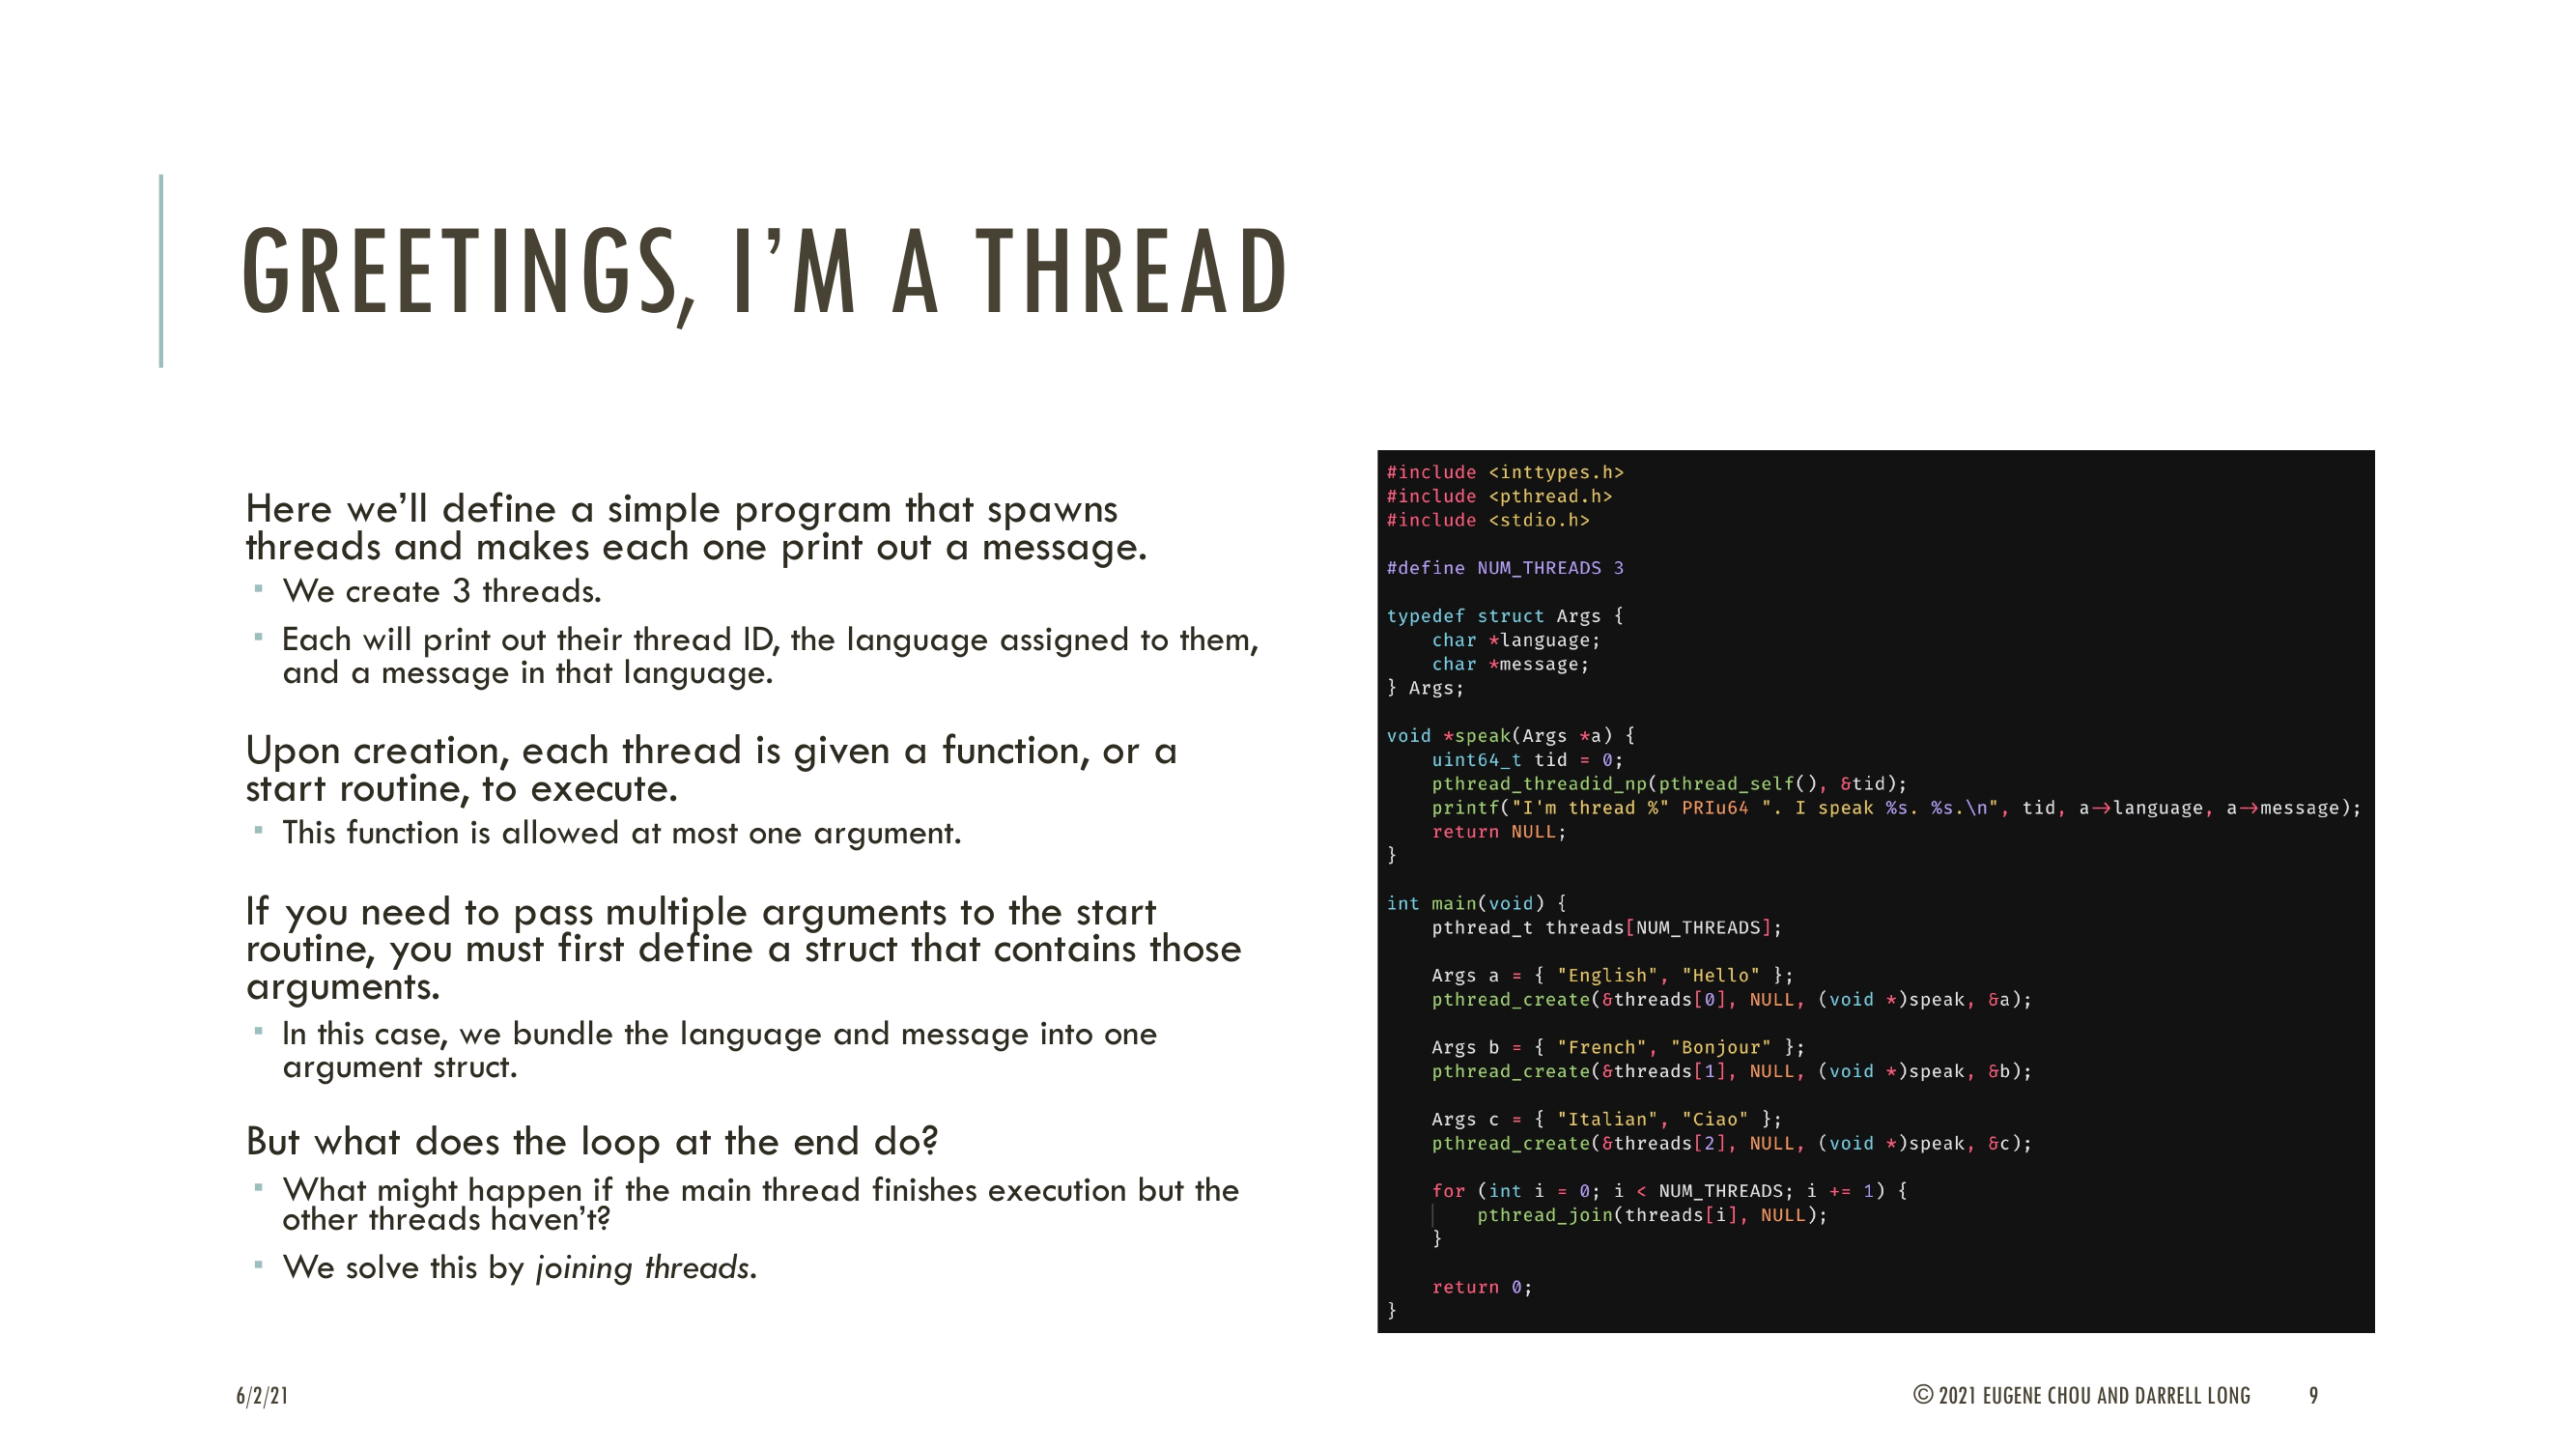 GREETINGS, I’M A THREAD
Here we’ll define a simple program that spawns
threads and makes each one print out a message.
▪ We create 3 threads.
▪ Each will print out their thread ID, the language assigned to them,
and a message in that language.
Upon creation, each thread is given a function, or a
start routine, to execute.
▪ This function is allowed at most one argument.
If you need to pass multiple arguments to the start
routine, you must first define a struct that contains those
arguments.
▪ In this case, we bundle the language and message into one
argument struct.
But what does the loop at the end do?
▪ What might happen if the main thread finishes execution but the
other threads haven’t?
▪ We solve this by joining threads.
#include <inttypes.h>
#include <pthread.h>
#include <stdio.h>
#define NUM_THREADS 3
typedef struct Args {
    char *language;
    char *message;
} Args;
void *speak(Args *a) {
    uint64_t tid = 0;
    pthread_threadid_np(pthread_self(), &tid);
    printf("I'm thread %" PRIu64 ". I speak %s. %s.\n", tid, a→language, a→message);
    return NULL;
}
int main(void) {
    pthread_t threads[NUM_THREADS];
    Args a = { "English", "Hello" };
    pthread_create(&threads[0], NULL, (void *)speak, &a);
    Args b = { "French", "Bonjour" };
    pthread_create(&threads[1], NULL, (void *)speak, &b);
    Args c = { "Italian", "Ciao" };
    pthread_create(&threads[2], NULL, (void *)speak, &c);
    for (int i = 0; i < NUM_THREADS; i += 1) {
        pthread_join(threads[i], NULL);
    }
    return 0;
}
6/2/21
© 2021 EUGENE CHOU AND DARRELL LONG
9